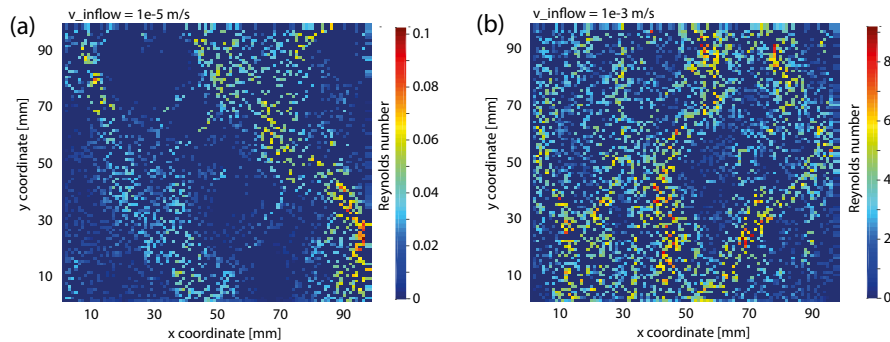 (a)
v_inflow = 1e-5 m/s
90
70
50
30
10
y coordinate [mm]
10 30 50 70 90
x coordinate [mm]
0.1
0.08
0.06
0.04
0.02
0
Reynolds number
(b)
v_inflow = 1e-3 m/s
90
70
50
30
10
y coordinate [mm]
10 30 50 70 90
x coordinate [mm]
8
6
4
2
0
Reynolds number